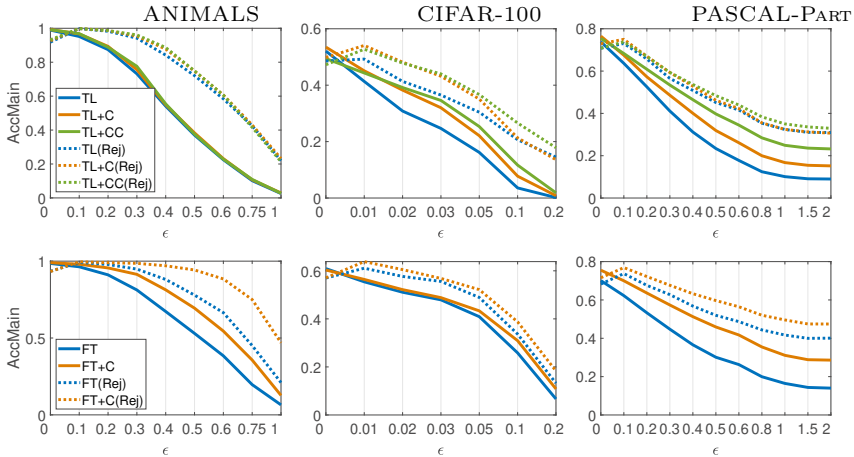 ANIMALS CIFAR-100 PASCAL-PART
AccMain
1
0.8
0.6
0.4
0.2
0
TL
TL+C
TL+CC
TL(Rej)
TL+C(Rej)
TL+CC(Rej)
0 0.1 0.2 0.3 0.4 0.5 0.6 0.75 1
ϵ
0.6
0.4
0.2
0
0 0.01 0.02 0.03 0.05 0.1 0.2
ϵ
0.8
0.6
0.4
0.2
0
0 0.1 0.2 0.3 0.4 0.5 0.6 0.8 1 1.5 2
ϵ
AccMain
1
0.5
0
FT
FT+C
FT(Rej)
FT+C(Rej)
0 0.1 0.2 0.3 0.4 0.5 0.6 0.75 1
ϵ
0.6
0.4
0.2
0
0 0.01 0.02 0.03 0.05 0.1 0.2
ϵ
0.8
0.6
0.4
0.2
0
0 0.1 0.2 0.3 0.4 0.5 0.6 0.8 1 1.5 2
ϵ